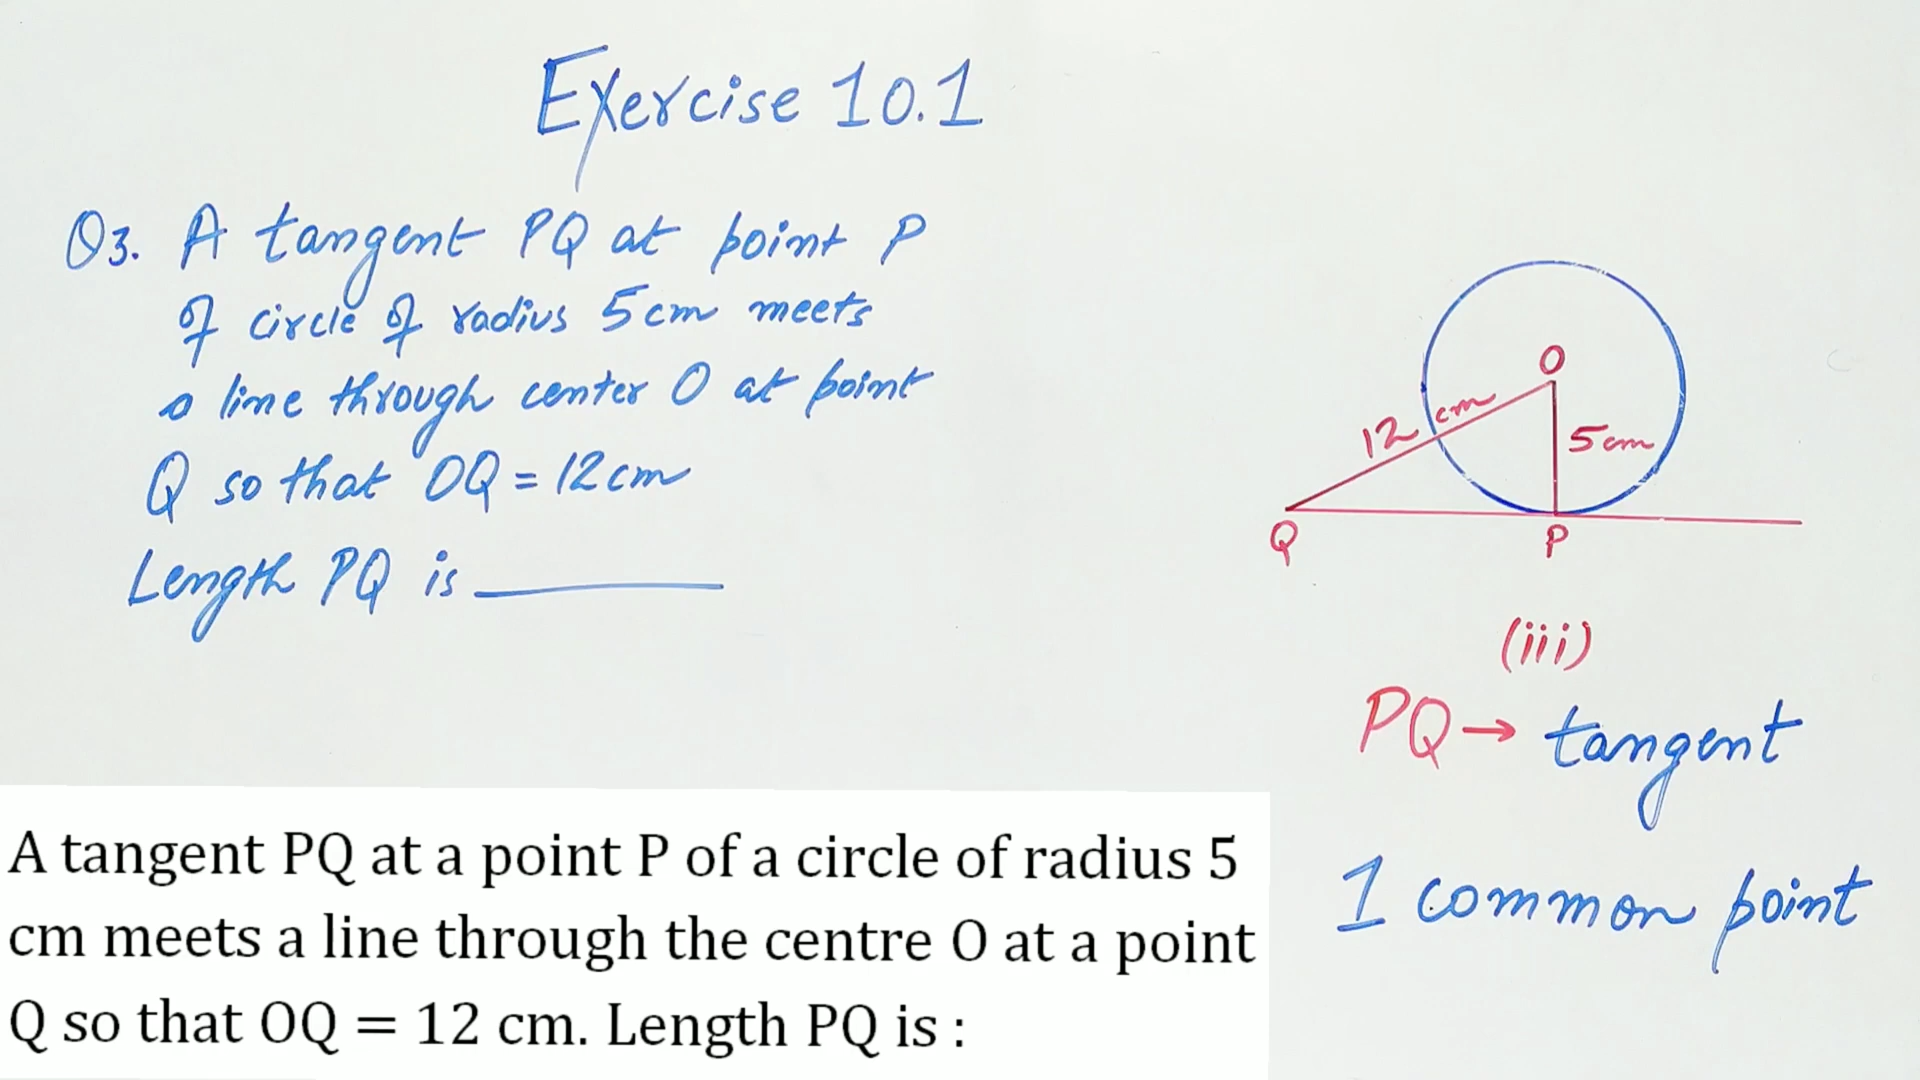 Exercise 10.1
Q3. A tangent PQ at point P
of circle of radius 5cm meets
a line through center O at point
Q so that OQ = 12cm
Length PQ is
O
12 cm
5cm
Q
P
(iii)
PQ → tangent
1 common point
A tangent PQ at a point P of a circle of radius 5
cm meets a line through the centre O at a point
Q so that OQ = 12 cm. Length PQ is :